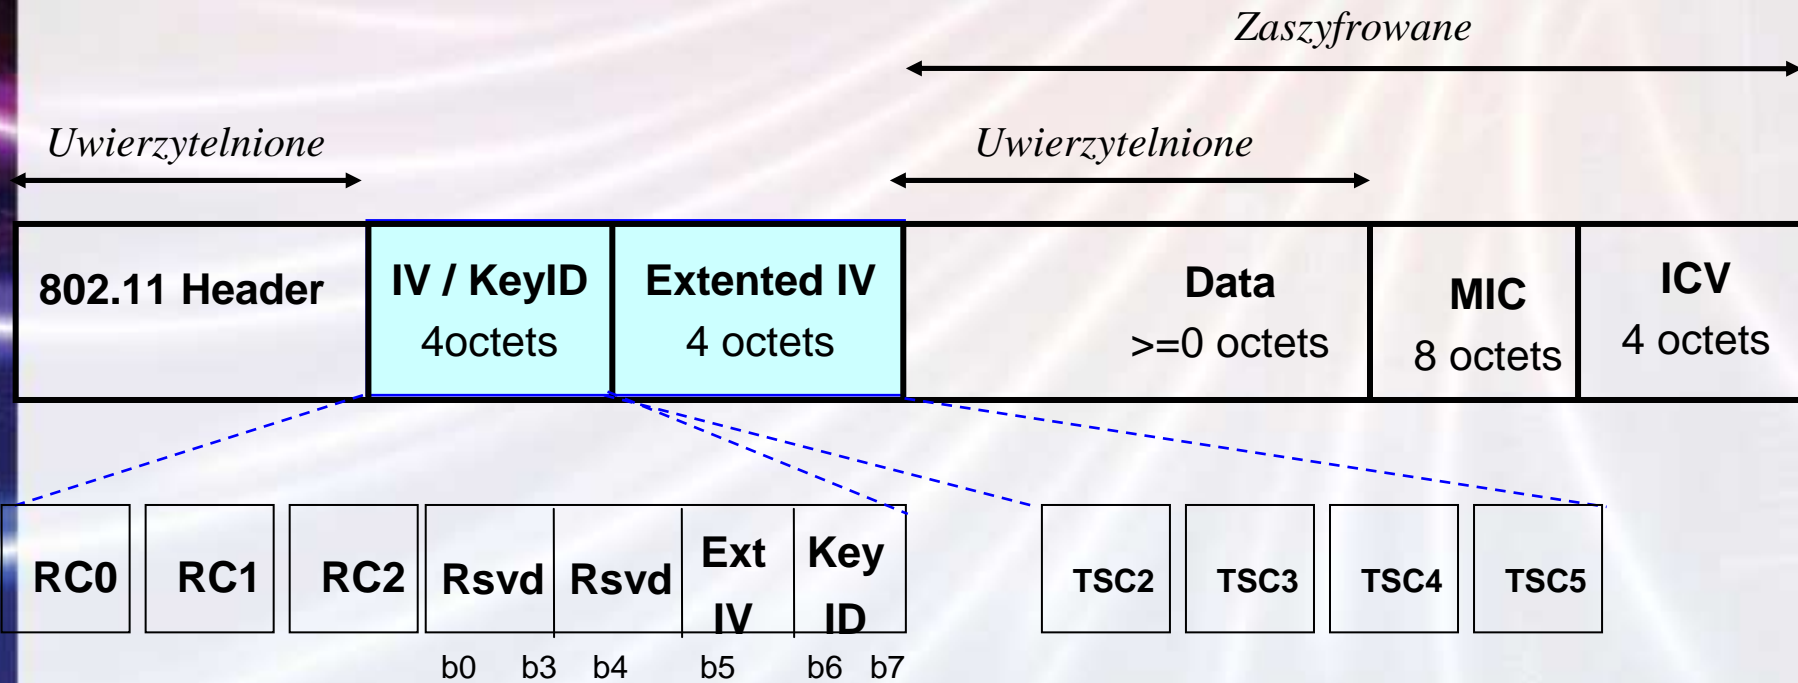 Zaszyfrowane
Uwierzytelnione
Uwierzytelnione
802.11 Header
IV / KeyID
4octets
Extented IV
4 octets
Data
>=0 octets
MIC
8 octets
ICV
4 octets
RC0
RC1
RC2
Rsvd
Rsvd
Ext
IV
Key
ID
TSC2
TSC3
TSC4
TSC5
b0 b3 b4 b5 b6 b7